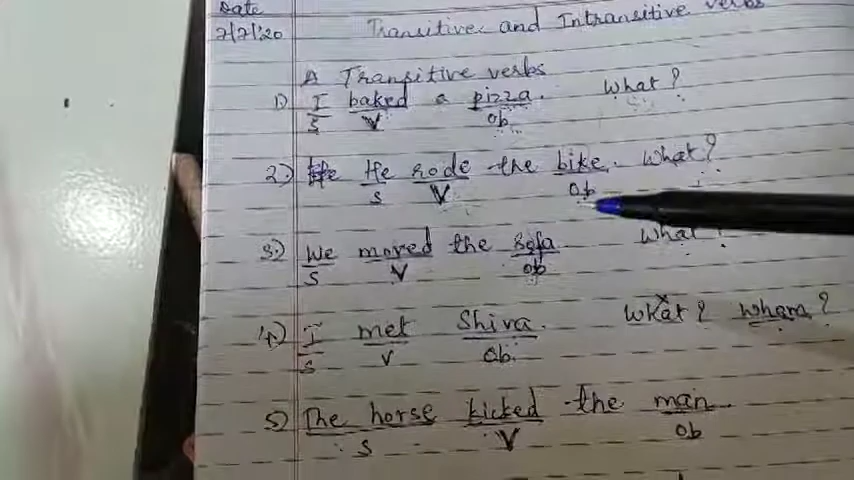 Date
7/7/20 Transitive and Intransitive verbs
A Transitive verbs
1) I baked a pizza. What?
S V Ob
2) He rode the bike. What?
S V Ob
3) We moved the sofa What?
S V Ob
4) I met Shiva. What? whom?
S V Ob.
5) The horse kicked the man.
S V Ob